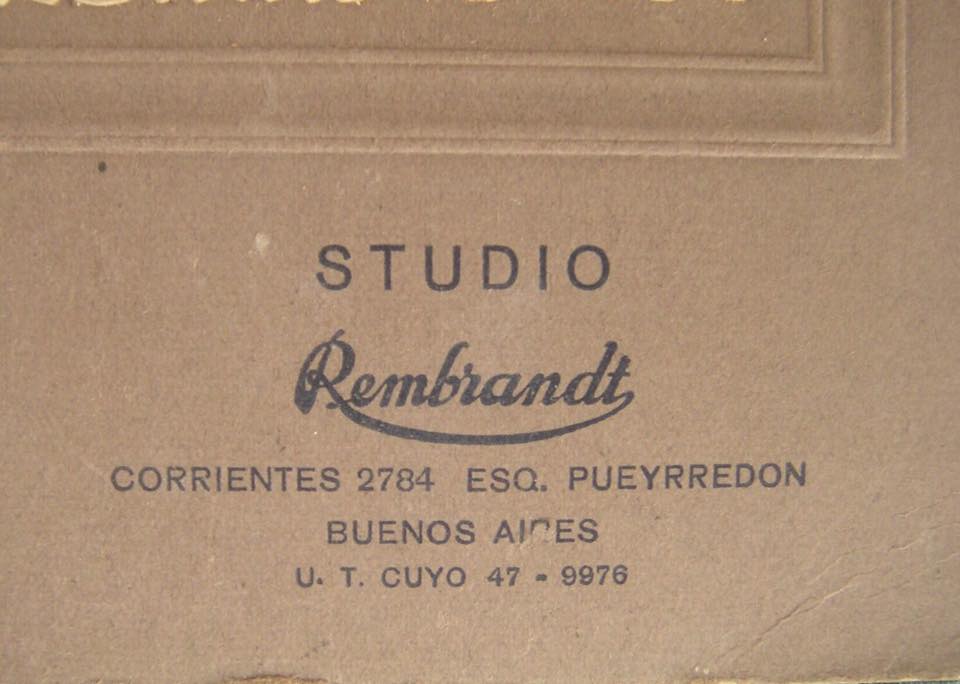 STUDIO
Rembrandt
CORRIENTES 2784 ESQ. PUEYRREDON
BUENOS AIRES
U. T. CUYO 47 - 9976